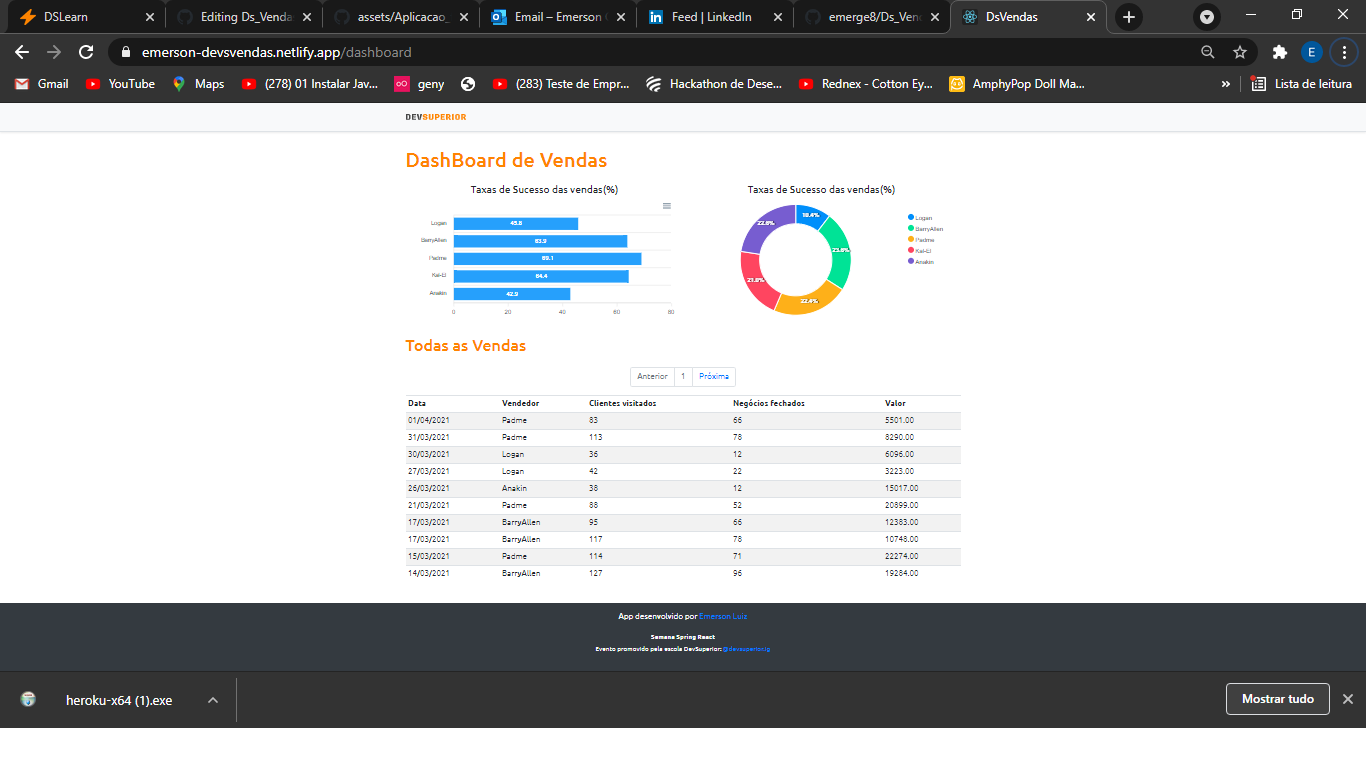 DSLearn
Editing Ds_Venda
assets/Aplicacao_
Email – Emerson
Feed | LinkedIn
emerge8/Ds_Ven
DsVendas
emerson-devsvendas.netlify.app/dashboard
E
Gmail
YouTube
Maps
(278) 01 Instalar Jav...
oO
geny
(283) Teste de Empr...
Hackathon de Dese...
Rednex - Cotton Ey...
AmphyPop Doll Ma...
»
Lista de leitura
DEVSUPERIOR
DashBoard de Vendas
Taxas de Sucesso das vendas(%)
Logan
BarryAllen 63.9
Padme 69.1
Kal-El 64.4
Anakin 42.9
0 20 40 60 80
Taxas de Sucesso das vendas(%)
22.6%
23.6%
22.4%
Logan
BarryAllen
Padme
Kal-El
Anakin
Todas as Vendas
Anterior 1 Próxima
Data Vendedor Clientes visitados Negócios fechados Valor
01/04/2021 Padme 83 66 5501.00
31/03/2021 Padme 113 78 8290.00
30/03/2021 Logan 36 12 6096.00
27/03/2021 Logan 42 22 3223.00
26/03/2021 Anakin 38 12 15017.00
21/03/2021 Padme 88 52 20899.00
17/03/2021 BarryAllen 95 66 12383.00
17/03/2021 BarryAllen 117 78 10748.00
15/03/2021 Padme 114 71 22274.00
14/03/2021 BarryAllen 127 96 19284.00
App desenvolvido por Emerson Luiz
Semana Spring React
Evento promovido pela escola DevSuperior: @devsuperior.ig
heroku-x64 (1).exe
Mostrar tudo